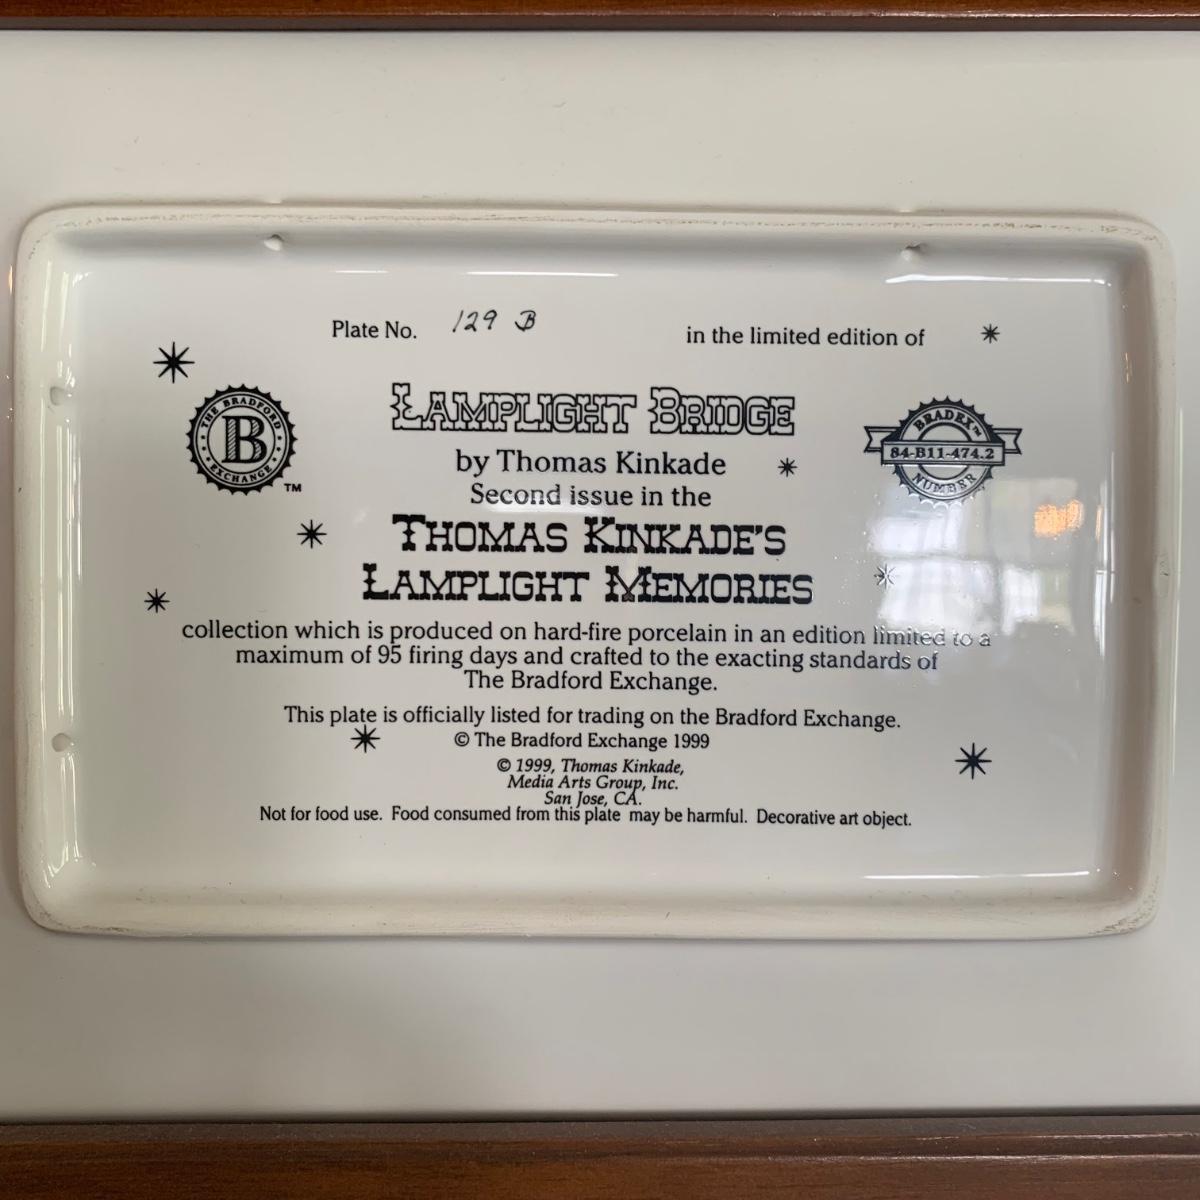 Plate No. 129 B in the limited edition of
LAMPLIGHT BRIDGE
THE BRADFORD
B
EXCHANGE
TM
BRADEX™
84-B11-474.2
NUMBER
by Thomas Kinkade
Second issue in the
THOMAS KINKADE'S
LAMPLIGHT MEMORIES
collection which is produced on hard-fire porcelain in an edition limited to a
maximum of 95 firing days and crafted to the exacting standards of
The Bradford Exchange.
This plate is officially listed for trading on the Bradford Exchange.
© The Bradford Exchange 1999
© 1999, Thomas Kinkade,
Media Arts Group, Inc.
San Jose, CA.
Not for food use. Food consumed from this plate may be harmful. Decorative art object.